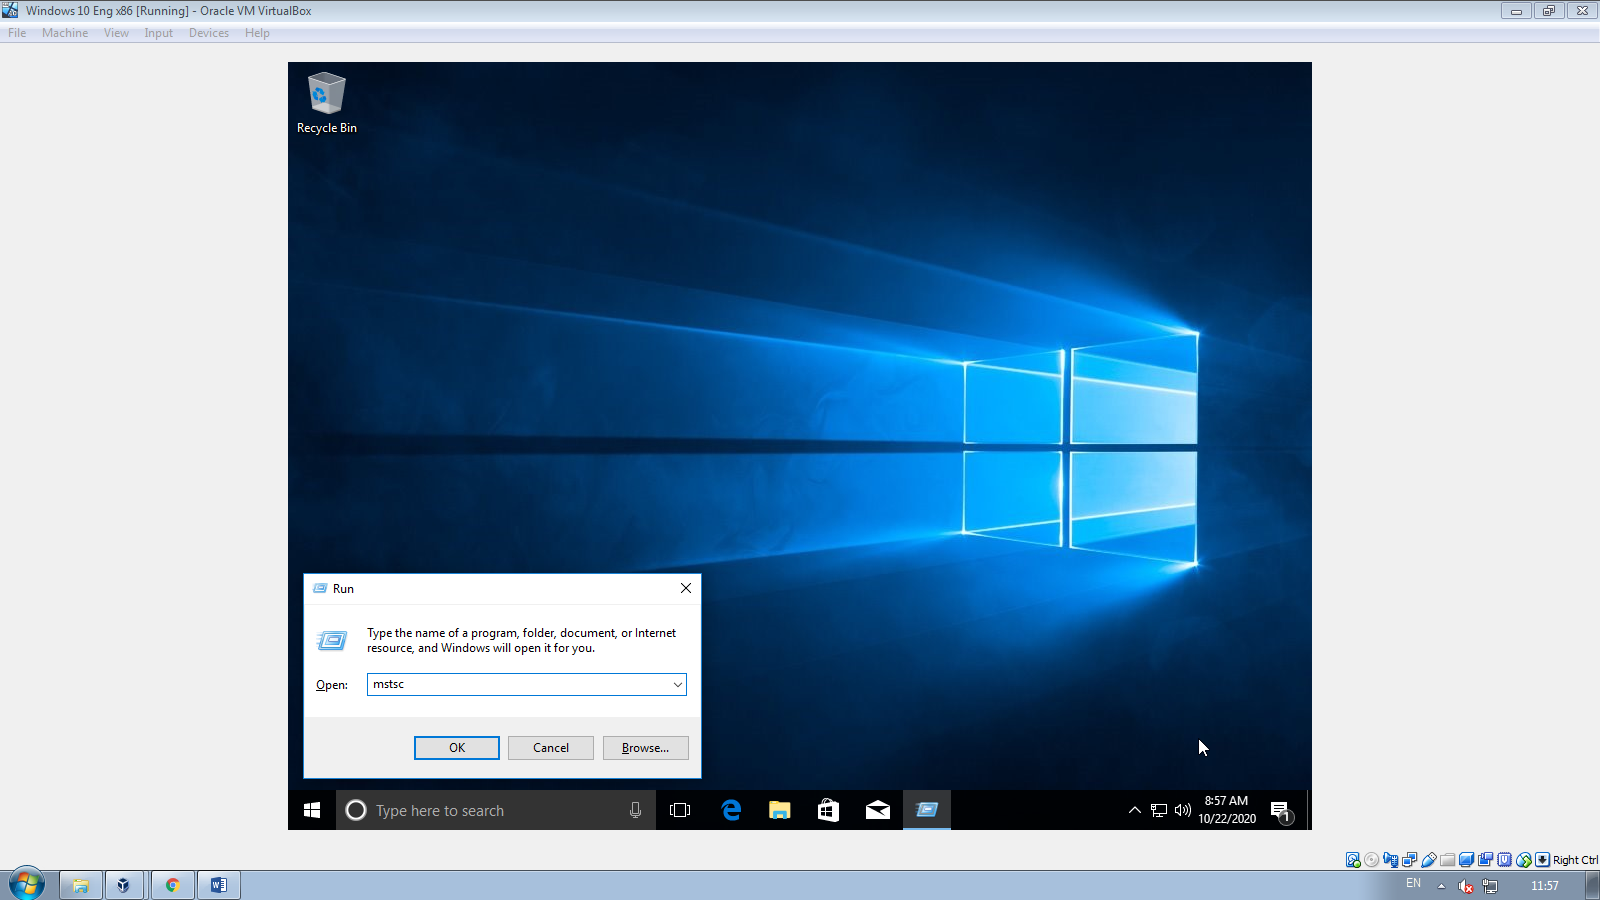 Windows 10 Eng x86 [Running] - Oracle VM VirtualBox
File Machine View Input Devices Help
Recycle Bin
Run
Type the name of a program, folder, document, or Internet
resource, and Windows will open it for you.
Open: mstsc
OK Cancel Browse...
Type here to search
8:57 AM
10/22/2020
1
Right Ctrl
EN
11:57